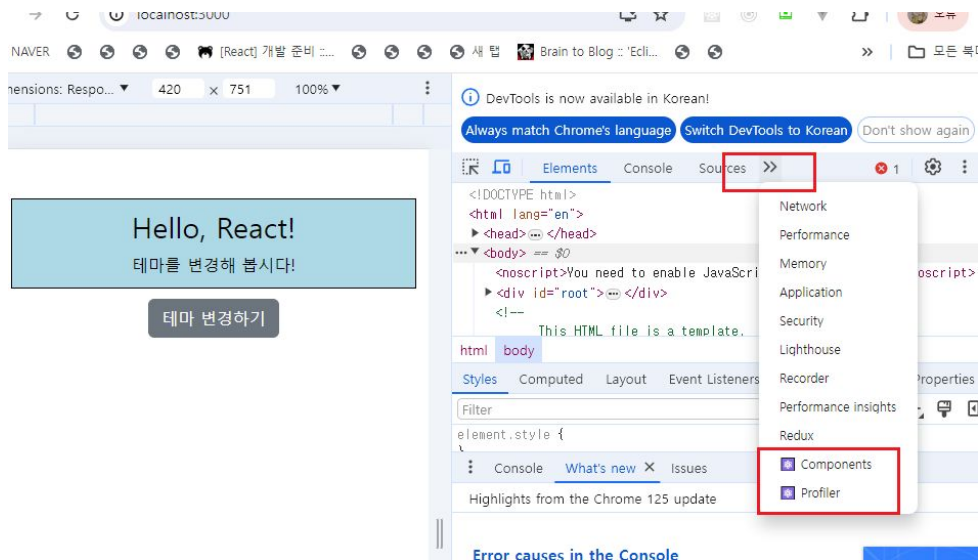 localhost:3000
NAVER [React] 개발 준비 ::... 새 탭 Brain to Blog :: 'Ecli... » 모든 북
mensions: Respo... ▼ 420 x 751 100% ▼
DevTools is now available in Korean!
Always match Chrome's language Switch DevTools to Korean Don't show again
Elements Console Sources » 1
<!DOCTYPE html>
<html lang="en">
▶ <head> ... </head>
... ▼ <body> == $0
<noscript>You need to enable JavaScri
oscript>
▶ <div id="root"> ... </div>
<!--
This HTML file is a template.
html body
Styles Computed Layout Event Listeners
Properties
Filter
element.style {
Console What's new × Issues
Highlights from the Chrome 125 update
Error causes in the Console
Network
Performance
Memory
Application
Security
Lighthouse
Recorder
Performance insights
Redux
Components
Profiler
Hello, React!
테마를 변경해 봅시다!
테마 변경하기